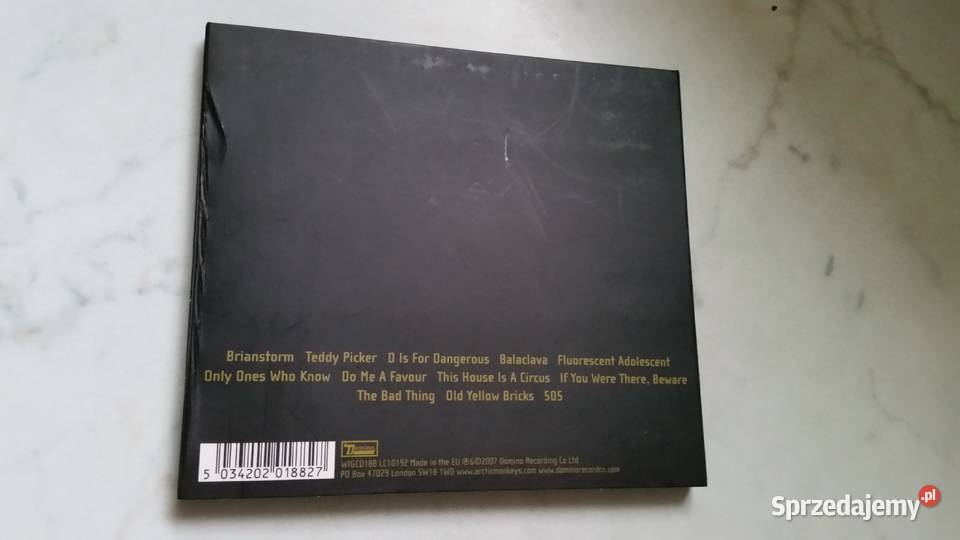 Brianstorm Teddy Picker D Is For Dangerous Balaclava Fluorescent Adolescent
Only Ones Who Know Do Me A Favour This House Is A Circus If You Were There, Beware
The Bad Thing Old Yellow Bricks 505
Domino
WIGCD188 LC10192 Made in the EU ℗&©2007 Domino Recording Co Ltd
PO Box 47029 London SW18 1WD www.arcticmonkeys.com www.dominorecordco.com
5 034202 018827
Sprzedajemy.pl